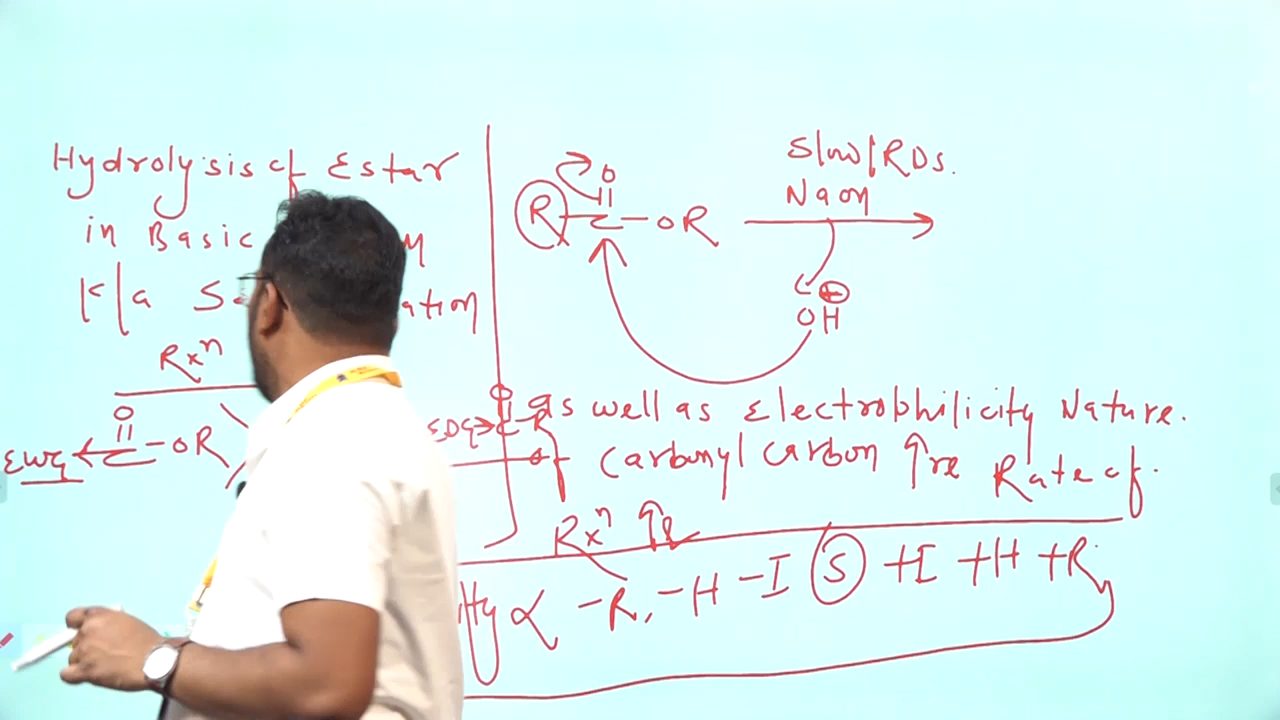 Hydrolysis of Estar
in Basic
K/a
Rxⁿ
O
EWG C-OR
EDG C-R
Slow/RDs.
NaOH
O
R-C-OR
OH
as well as Electrophilicity Nature.
of Carbonyl Carbon ↑re Rate of.
Rxⁿ ↑
∝ -R, -H -I S +I +H +R